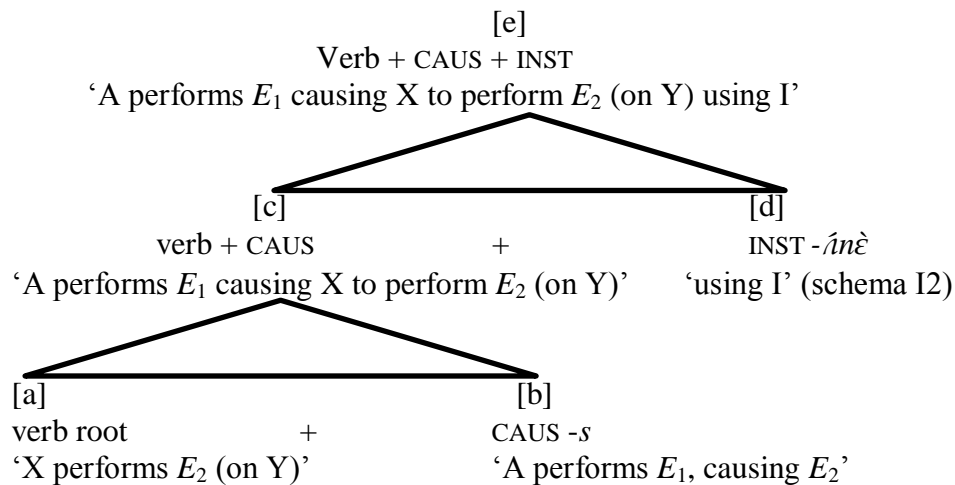 [e]
Verb + CAUS + INST
‘A performs E₁ causing X to perform E₂ (on Y) using I’
[c] [d]
verb + CAUS + INST -ʎ́nɛ̀
‘A performs E₁ causing X to perform E₂ (on Y)’ ‘using I’ (schema I2)
[a] [b]
verb root + CAUS -s
‘X performs E₂ (on Y)’ ‘A performs E₁, causing E₂’